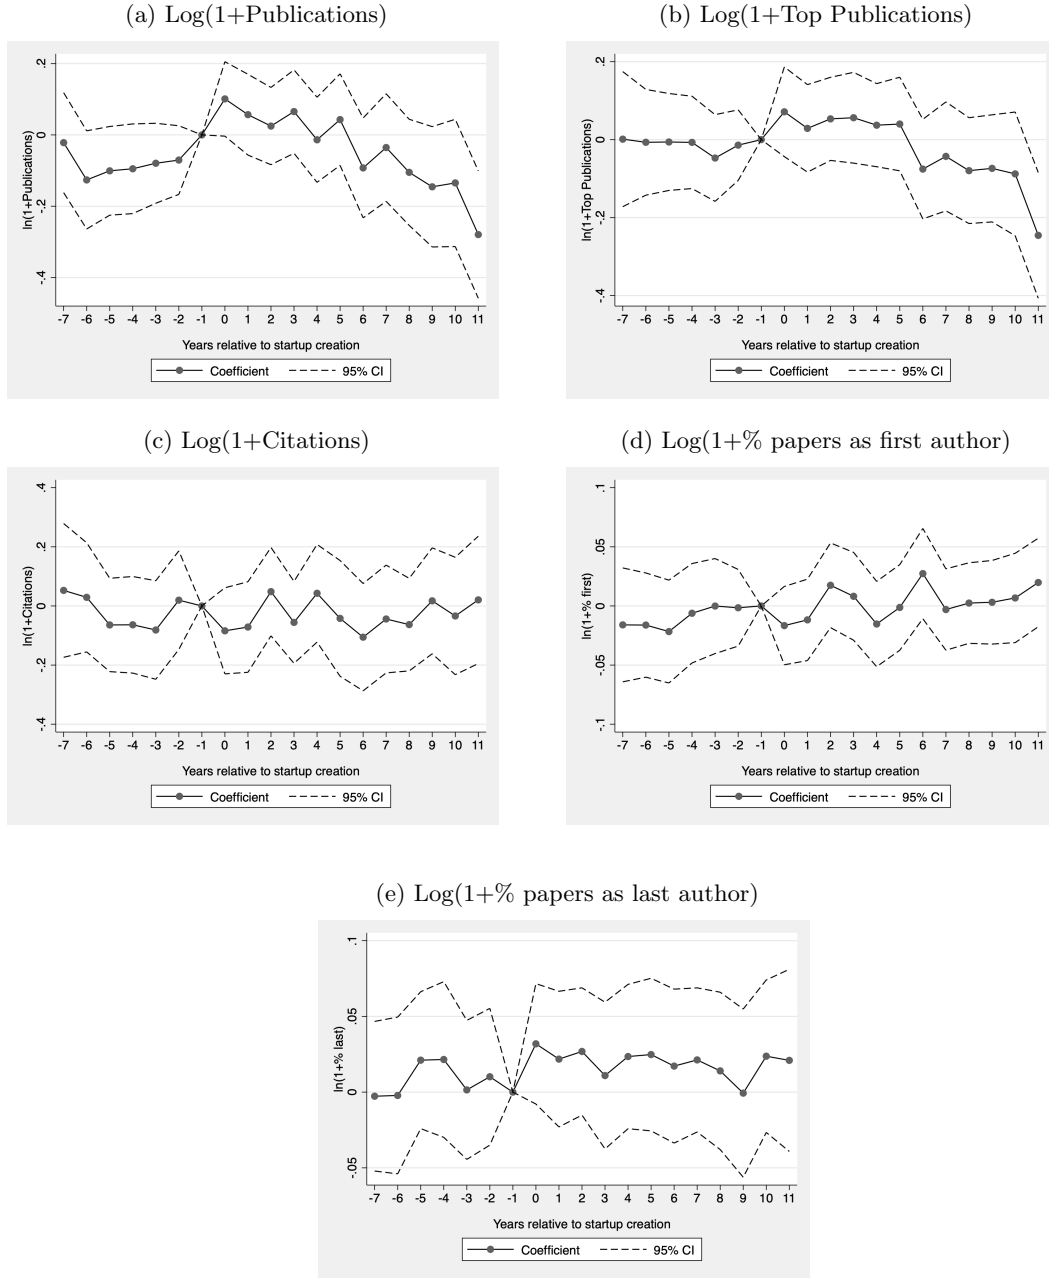 (a) Log(1+Publications)
(b) Log(1+Top Publications)
ln(1+Publications)
.2
0
-.2
-.4
-7 -6 -5 -4 -3 -2 -1 0 1 2 3 4 5 6 7 8 9 10 11
Years relative to startup creation
Coefficient 95% CI
ln(1+Top Publications)
.2
0
-.2
-.4
-7 -6 -5 -4 -3 -2 -1 0 1 2 3 4 5 6 7 8 9 10 11
Years relative to startup creation
Coefficient 95% CI
(c) Log(1+Citations)
(d) Log(1+% papers as first author)
ln(1+Citations)
.4
.2
0
-.2
-.4
-7 -6 -5 -4 -3 -2 -1 0 1 2 3 4 5 6 7 8 9 10 11
Years relative to startup creation
Coefficient 95% CI
ln(1+% first)
.1
.05
0
-.05
-.1
-7 -6 -5 -4 -3 -2 -1 0 1 2 3 4 5 6 7 8 9 10 11
Years relative to startup creation
Coefficient 95% CI
(e) Log(1+% papers as last author)
ln(1+% last)
.1
.05
0
-.05
-7 -6 -5 -4 -3 -2 -1 0 1 2 3 4 5 6 7 8 9 10 11
Years relative to startup creation
Coefficient 95% CI